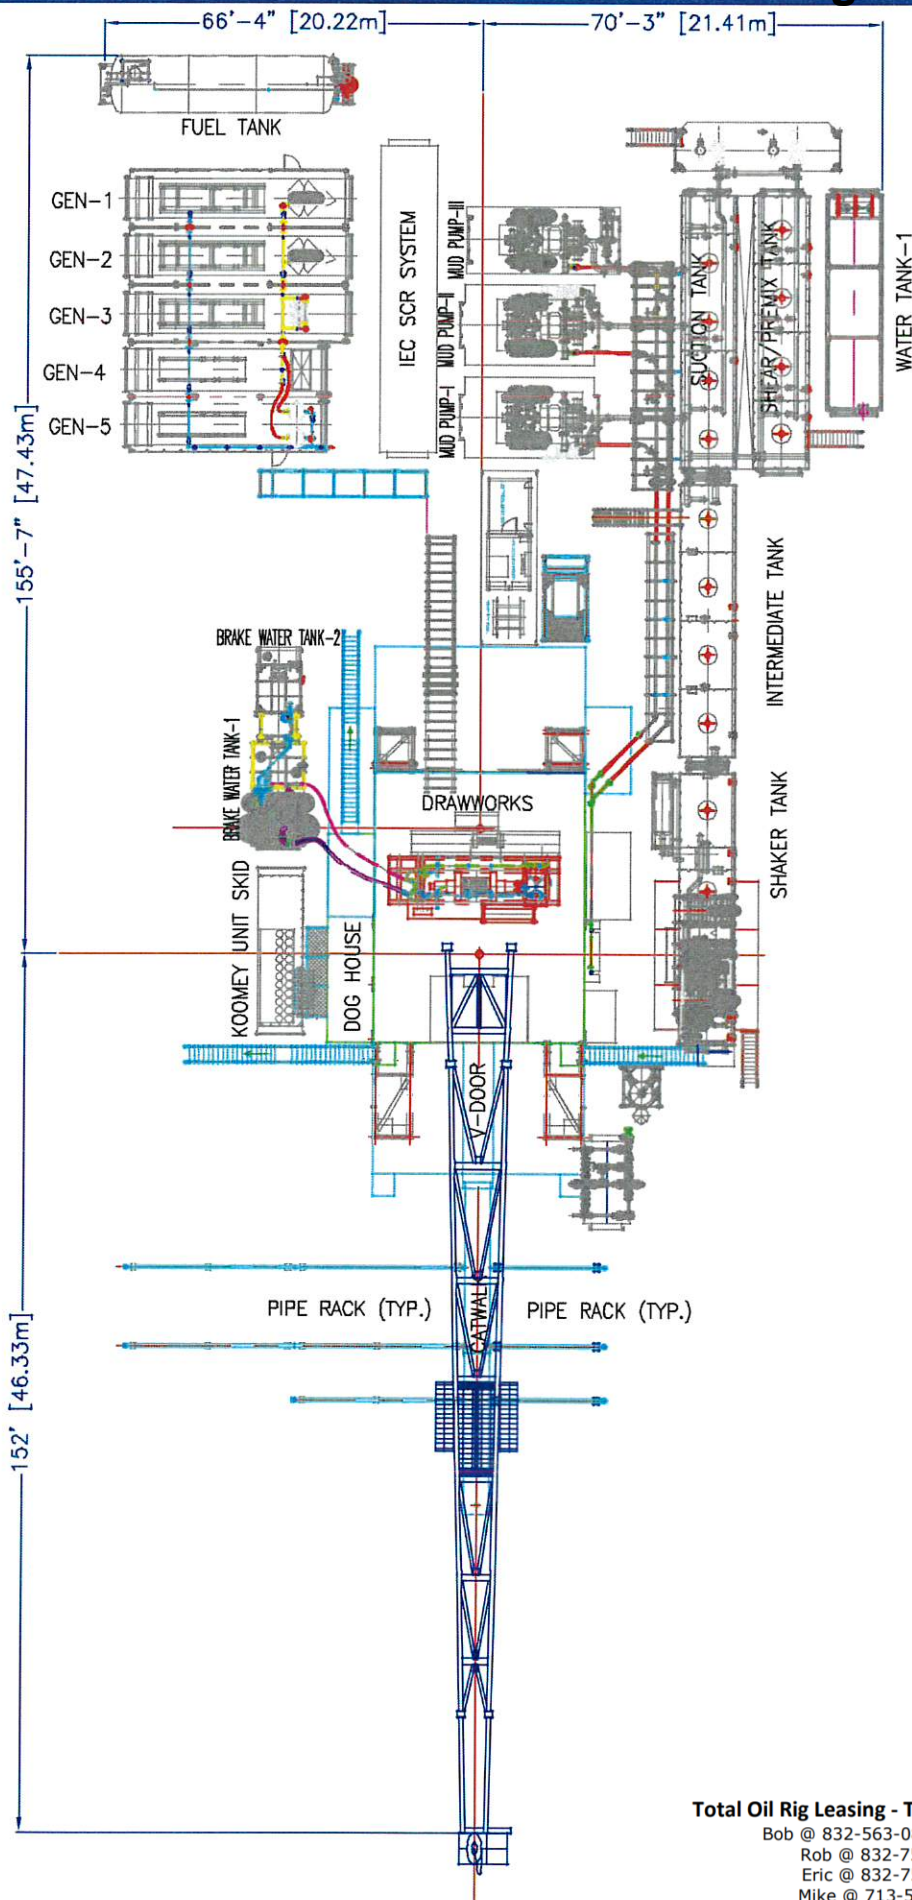 66'-4" [20.22m]
70'-3" [21.41m]
FUEL TANK
GEN-1
GEN-2
GEN-3
GEN-4
GEN-5
IEC SCR SYSTEM
MUD PUMP-III
MUD PUMP-II
MUD PUMP-I
SUCTION TANK
SHEAR/PREMIX TANK
WATER TANK-1
155'-7" [47.43m]
INTERMEDIATE TANK
BRAKE WATER TANK-2
BRAKE WATER TANK-1
DRAWWORKS
SHAKER TANK
KOOMEY UNIT SKID
DOG HOUSE
V-DOOR
PIPE RACK (TYP.)
CATWALK
PIPE RACK (TYP.)
152' [46.33m]
Total Oil Rig Leasing - T
Bob @ 832-563-0
Rob @ 832-7
Eric @ 832-7
Mike @ 713-5